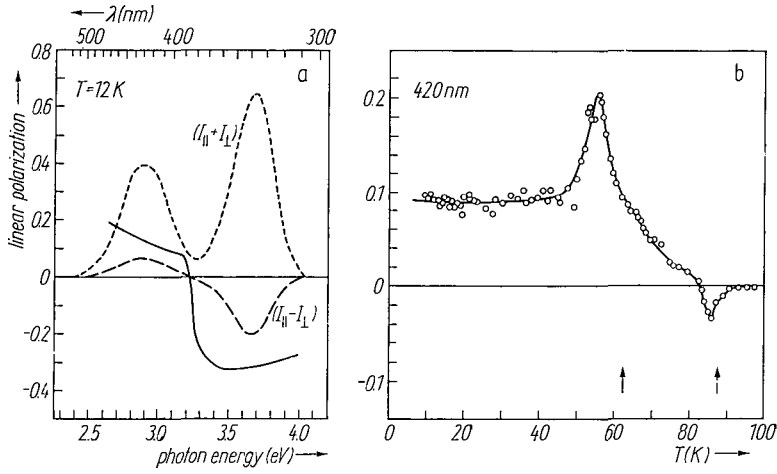 ← λ(nm)
500 400 300
0.8
0.6
0.4
0.2
0
-0.2
-0.4
linear polarization →
a
T=12 K
(I∥+I⊥)
(I∥-I⊥)
2.5 3.0 3.5 4.0
photon energy (eV) →
b
420nm
0.2
0.1
0
-0.1
0 20 40 60 80 100
T(K) →